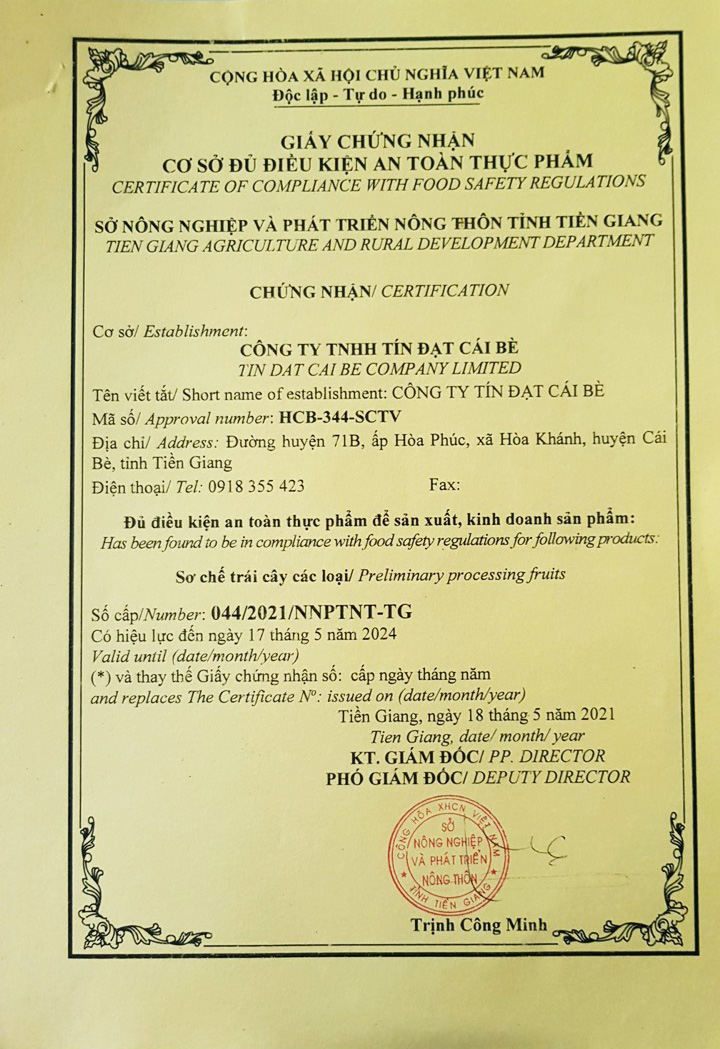 CỘNG HÒA XÃ HỘI CHỦ NGHĨA VIỆT NAM
Độc lập - Tự do - Hạnh phúc
GIẤY CHỨNG NHẬN
CƠ SỞ ĐỦ ĐIỀU KIỆN AN TOÀN THỰC PHẨM
CERTIFICATE OF COMPLIANCE WITH FOOD SAFETY REGULATIONS
SỞ NÔNG NGHIỆP VÀ PHÁT TRIỂN NÔNG THÔN TỈNH TIỀN GIANG
TIEN GIANG AGRICULTURE AND RURAL DEVELOPMENT DEPARTMENT
CHỨNG NHẬN/ CERTIFICATION
Cơ sở/ Establishment:
CÔNG TY TNHH TÍN ĐẠT CÁI BÈ
TIN DAT CAI BE COMPANY LIMITED
Tên viết tắt/ Short name of establishment: CÔNG TY TÍN ĐẠT CÁI BÈ
Mã số/ Approval number: HCB-344-SCTV
Địa chỉ/ Address: Đường huyện 71B, ấp Hòa Phúc, xã Hòa Khánh, huyện Cái
Bè, tỉnh Tiền Giang
Điện thoại/ Tel: 0918 355 423 Fax:
Đủ điều kiện an toàn thực phẩm để sản xuất, kinh doanh sản phẩm:
Has been found to be in compliance with food safety regulations for following products:
Sơ chế trái cây các loại/ Preliminary processing fruits
Số cấp/Number: 044/2021/NNPTNT-TG
Có hiệu lực đến ngày 17 tháng 5 năm 2024
Valid until (date/month/year)
(*) và thay thế Giấy chứng nhận số: cấp ngày tháng năm
and replaces The Certificate Nº: issued on (date/month/year)
Tiền Giang, ngày 18 tháng 5 năm 2021
Tien Giang, date/ month/ year
KT. GIÁM ĐỐC/ PP. DIRECTOR
PHÓ GIÁM ĐỐC/ DEPUTY DIRECTOR
CỘNG HÒA XHCN VIỆT NAM
SỞ
NÔNG NGHIỆP
VÀ PHÁT TRIỂN
NÔNG THÔN
TỈNH TIỀN GIANG
Trịnh Công Minh